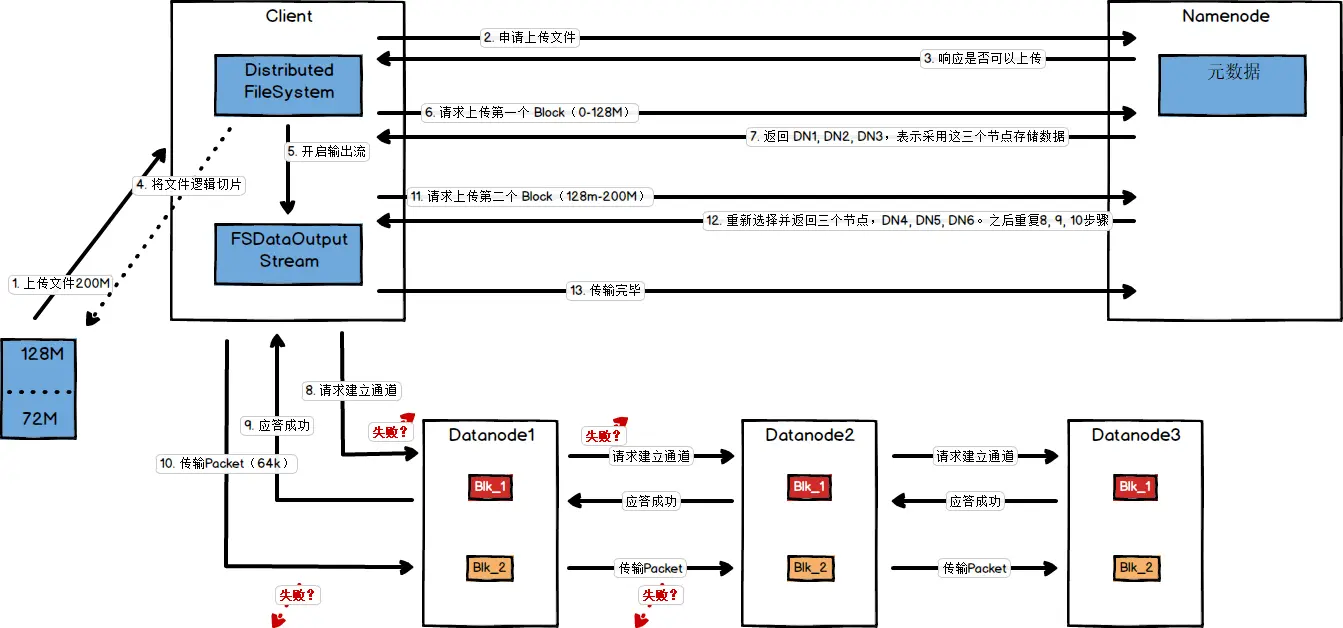 Client
Namenode
2. 申请上传文件
3. 响应是否可以上传
Distributed
FileSystem
元数据
6. 请求上传第一个 Block（0-128M）
7. 返回 DN1, DN2, DN3，表示采用这三个节点存储数据
5. 开启输出流
4. 将文件逻辑切片
11. 请求上传第二个 Block（128m-200M）
12. 重新选择并返回三个节点，DN4, DN5, DN6。之后重复8, 9, 10步骤
FSDataOutput
Stream
1. 上传文件200M
13. 传输完毕
128M
72M
8. 请求建立通道
9. 应答成功
10. 传输Packet（64k）
失败？
失败？
Datanode1
Datanode2
Datanode3
请求建立通道
请求建立通道
Blk_1
Blk_1
Blk_1
应答成功
应答成功
Blk_2
Blk_2
Blk_2
传输Packet
传输Packet
失败？
失败？